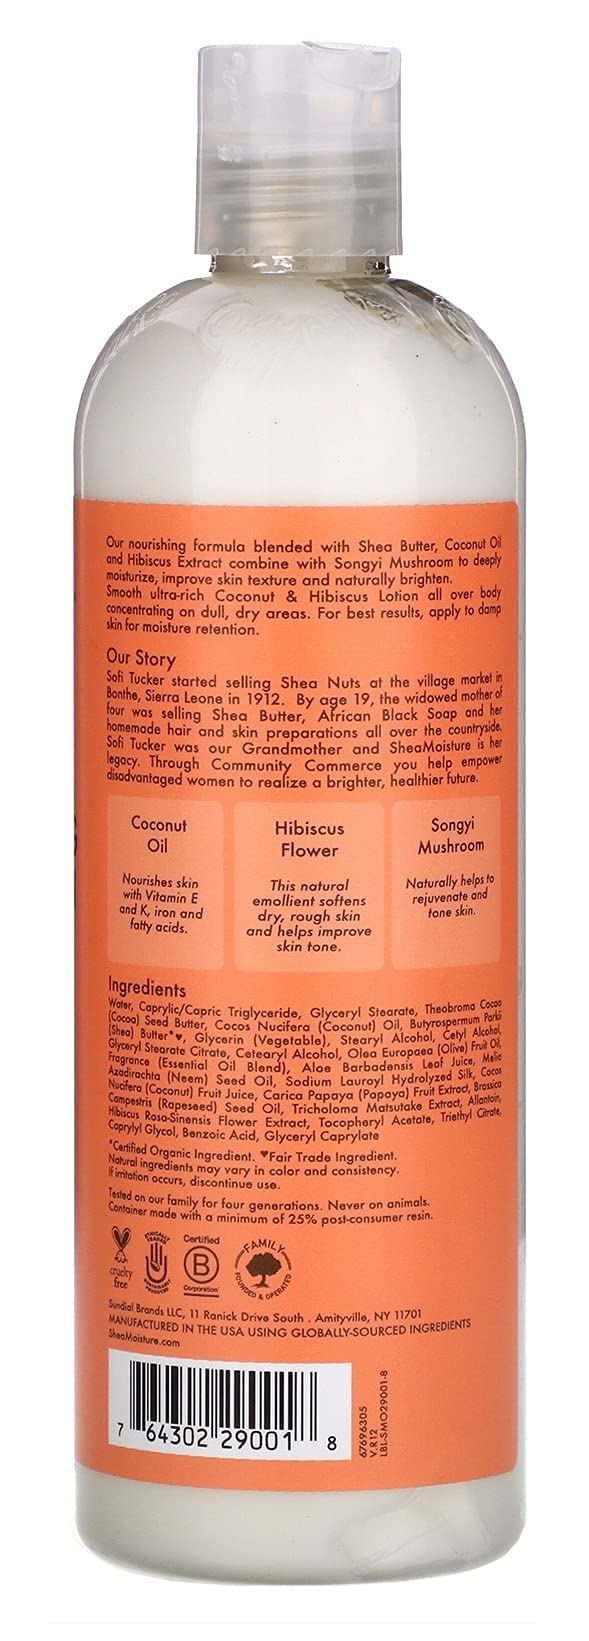 Our nourishing formula blended with Shea Butter, Coconut Oil
and Hibiscus Extract combine with Songyi Mushroom to deeply
moisturize, improve skin texture and naturally brighten.
Smooth ultra-rich Coconut & Hibiscus Lotion all over body
concentrating on dull, dry areas. For best results, apply to damp
skin for moisture retention.
Our Story
Sofi Tucker started selling Shea Nuts at the village market in
Bonthe, Sierra Leone in 1912. By age 19, the widowed mother of
four was selling Shea Butter, African Black Soap and her
homemade hair and skin preparations all over the countryside.
Sofi Tucker was our Grandmother and SheaMoisture is her
legacy. Through Community Commerce you help empower
disadvantaged women to realize a brighter, healthier future.
Coconut
Oil
Nourishes skin
with Vitamin E
and K, iron and
fatty acids.
Hibiscus
Flower
This natural
emollient softens
dry, rough skin
and helps improve
skin tone.
Songyi
Mushroom
Naturally helps to
rejuvenate and
tone skin.
Ingredients
Water, Caprylic/Capric Triglyceride, Glyceryl Stearate, Theobroma Cacao
(Cocoa) Seed Butter, Cocos Nucifera (Coconut) Oil, Butyrospermum Parkii
(Shea) Butter*♥, Glycerin (Vegetable), Stearyl Alcohol, Cetyl Alcohol,
Glyceryl Stearate Citrate, Cetearyl Alcohol, Olea Europaea (Olive) Fruit Oil,
Fragrance (Essential Oil Blend), Aloe Barbadensis Leaf Juice, Melia
Azadirachta (Neem) Seed Oil, Sodium Lauroyl Hydrolyzed Silk, Cocos
Nucifera (Coconut) Fruit Juice, Carica Papaya (Papaya) Fruit Extract, Brassica
Campestris (Rapeseed) Seed Oil, Tricholoma Matsutake Extract, Allantoin,
Hibiscus Rosa-Sinensis Flower Extract, Tocopheryl Acetate, Triethyl Citrate,
Caprylyl Glycol, Benzoic Acid, Glyceryl Caprylate
*Certified Organic Ingredient. ♥Fair Trade Ingredient.
Natural ingredients may vary in color and consistency.
If irritation occurs, discontinue use.
Tested on our family for four generations. Never on animals.
Container made with a minimum of 25% post-consumer resin.
cruelty
free
ETHICALLY
TRADED
SUSTAINABLY
PRODUCED
Certified
B
Corporation
FAMILY
FOUNDED & OPERATED
Sundial Brands LLC, 11 Ranick Drive South . Amityville, NY 11701
MANUFACTURED IN THE USA USING GLOBALLY-SOURCED INGREDIENTS
SheaMoisture.com
7 64302 29001 8
67696305
V.R12
LBL-SMO29001-8